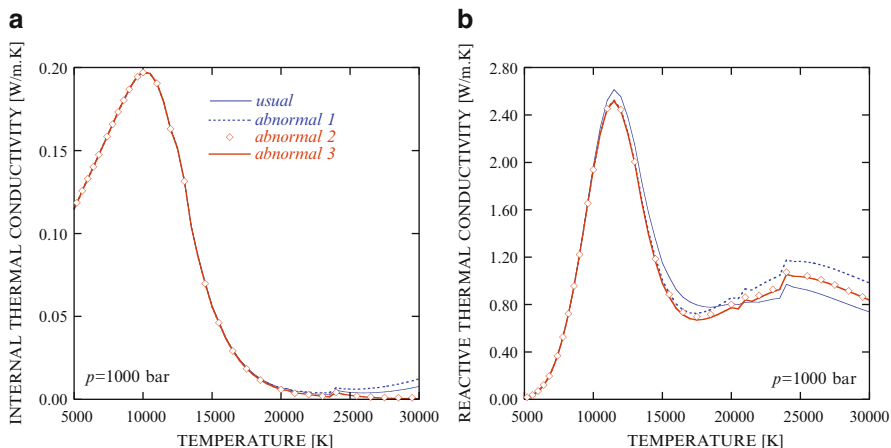 a
INTERNAL THERMAL CONDUCTIVITY [W/m.K]
0.20
0.15
0.10
0.05
0.00
usual
abnormal 1
abnormal 2
abnormal 3
p=1000 bar
5000 10000 15000 20000 25000 30000
TEMPERATURE [K]
b
REACTIVE THERMAL CONDUCTIVITY [W/m.K]
2.80
2.40
2.00
1.60
1.20
0.80
0.40
0.00
p=1000 bar
5000 10000 15000 20000 25000 30000
TEMPERATURE [K]